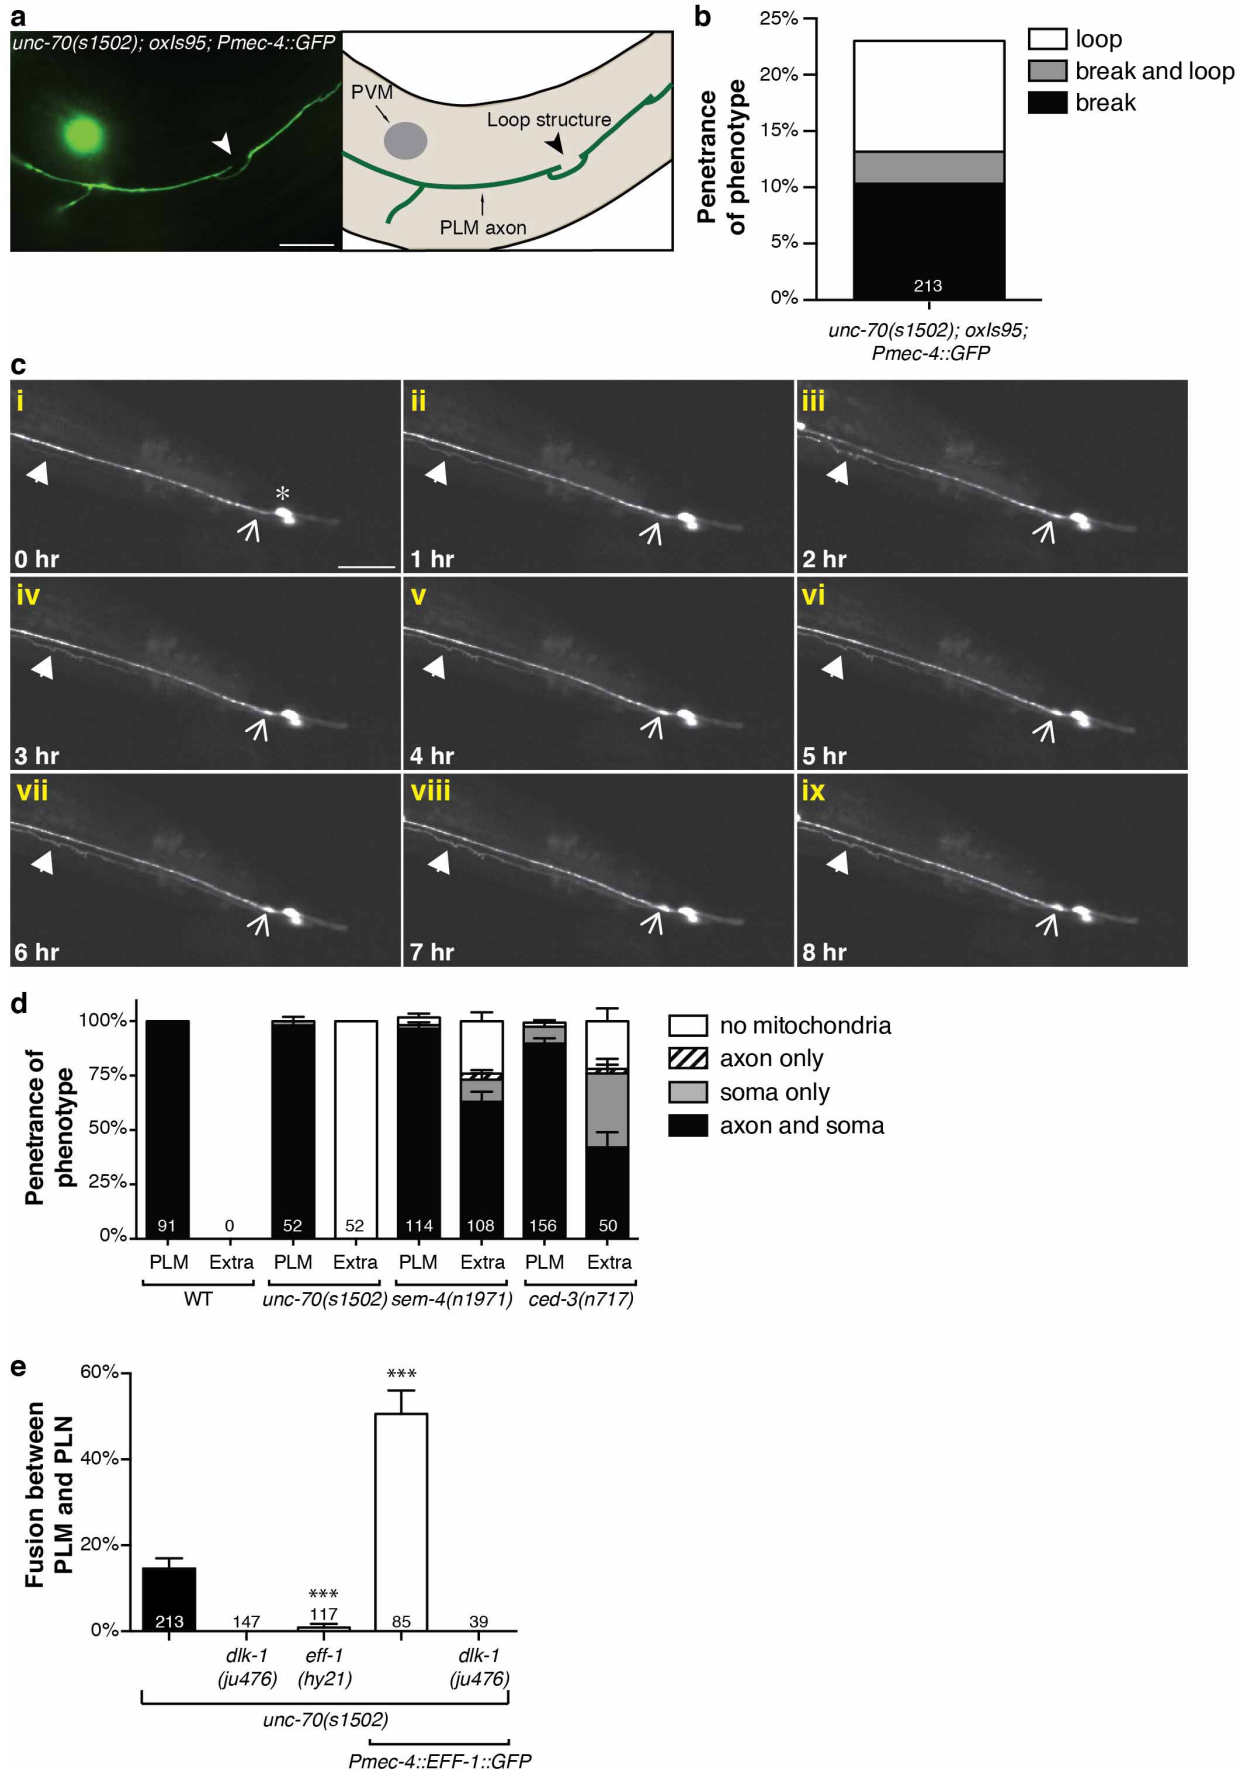 a
unc-70(s1502); oxIs95; Pmec-4::GFP
PVM
Loop structure
PLM axon
b
Penetrance
of phenotype
25%
20%
15%
10%
5%
0%
213
unc-70(s1502); oxIs95;
Pmec-4::GFP
loop
break and loop
break
c
i
0 hr
*
ii
1 hr
iii
2 hr
iv
3 hr
v
4 hr
vi
5 hr
vii
6 hr
viii
7 hr
ix
8 hr
d
Penetrance of
phenotype
100%
75%
50%
25%
0%
91 0 52 52 114 108 156 50
PLM Extra PLM Extra PLM Extra PLM Extra
WT unc-70(s1502) sem-4(n1971) ced-3(n717)
no mitochondria
axon only
soma only
axon and soma
e
Fusion between
PLM and PLN
60%
40%
20%
0%
***
***
213 147 117 85 39
dlk-1 eff-1 dlk-1
(ju476) (hy21) (ju476)
unc-70(s1502)
Pmec-4::EFF-1::GFP